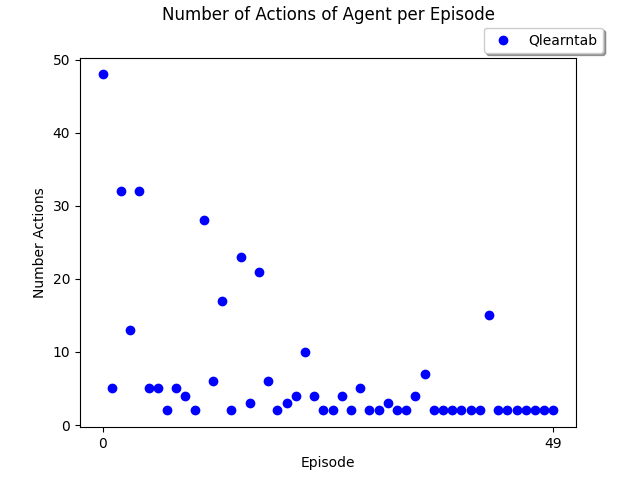 Number of Actions of Agent per Episode
Qlearntab
50
40
30
20
10
0
Number Actions
0 49
Episode